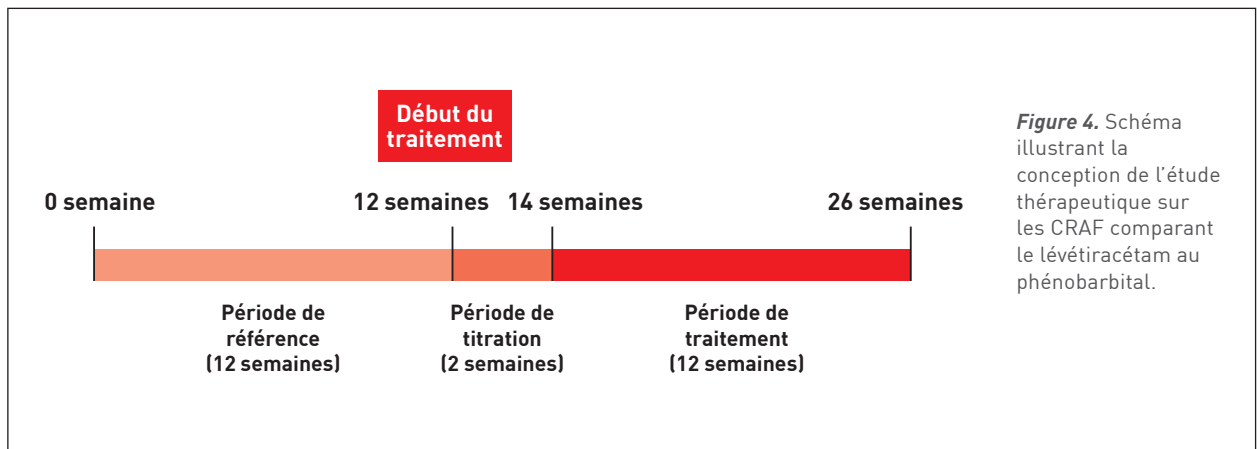 Début du
traitement
0 semaine
12 semaines
14 semaines
26 semaines
Période de
référence
(12 semaines)
Période de
titration
(2 semaines)
Période de
traitement
(12 semaines)
Figure 4. Schéma
illustrant la
conception de l’étude
thérapeutique sur
les CRAF comparant
le lévétiracétam au
phénobarbital.